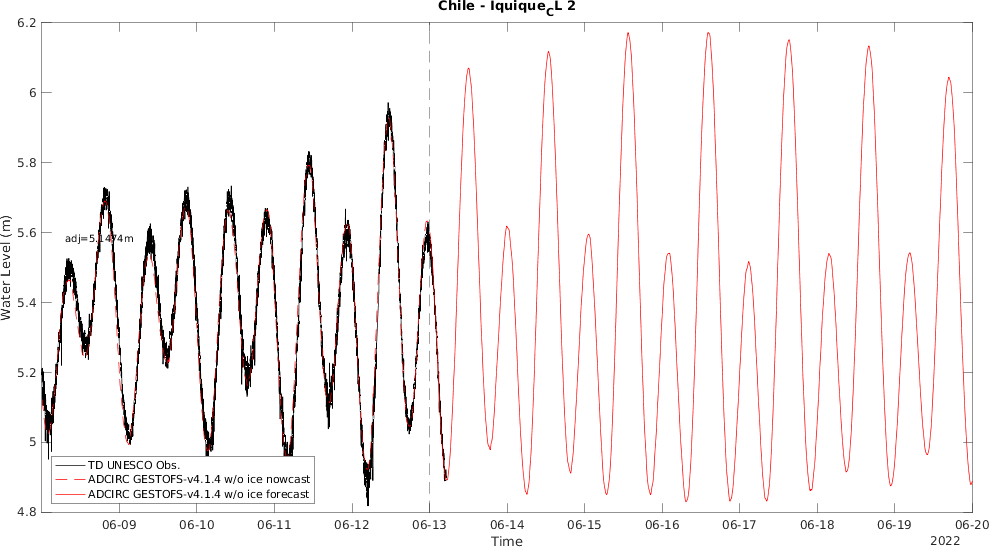 Chile - Iquique_CL 2
6.2
6
5.8
5.6
5.4
5.2
5
4.8
Water Level (m)
adj=5.1474m
TD UNESCO Obs.
ADCIRC GESTOFS-v4.1.4 w/o ice nowcast
ADCIRC GESTOFS-v4.1.4 w/o ice forecast
06-09 06-10 06-11 06-12 06-13 06-14 06-15 06-16 06-17 06-18 06-19 06-20
Time
2022